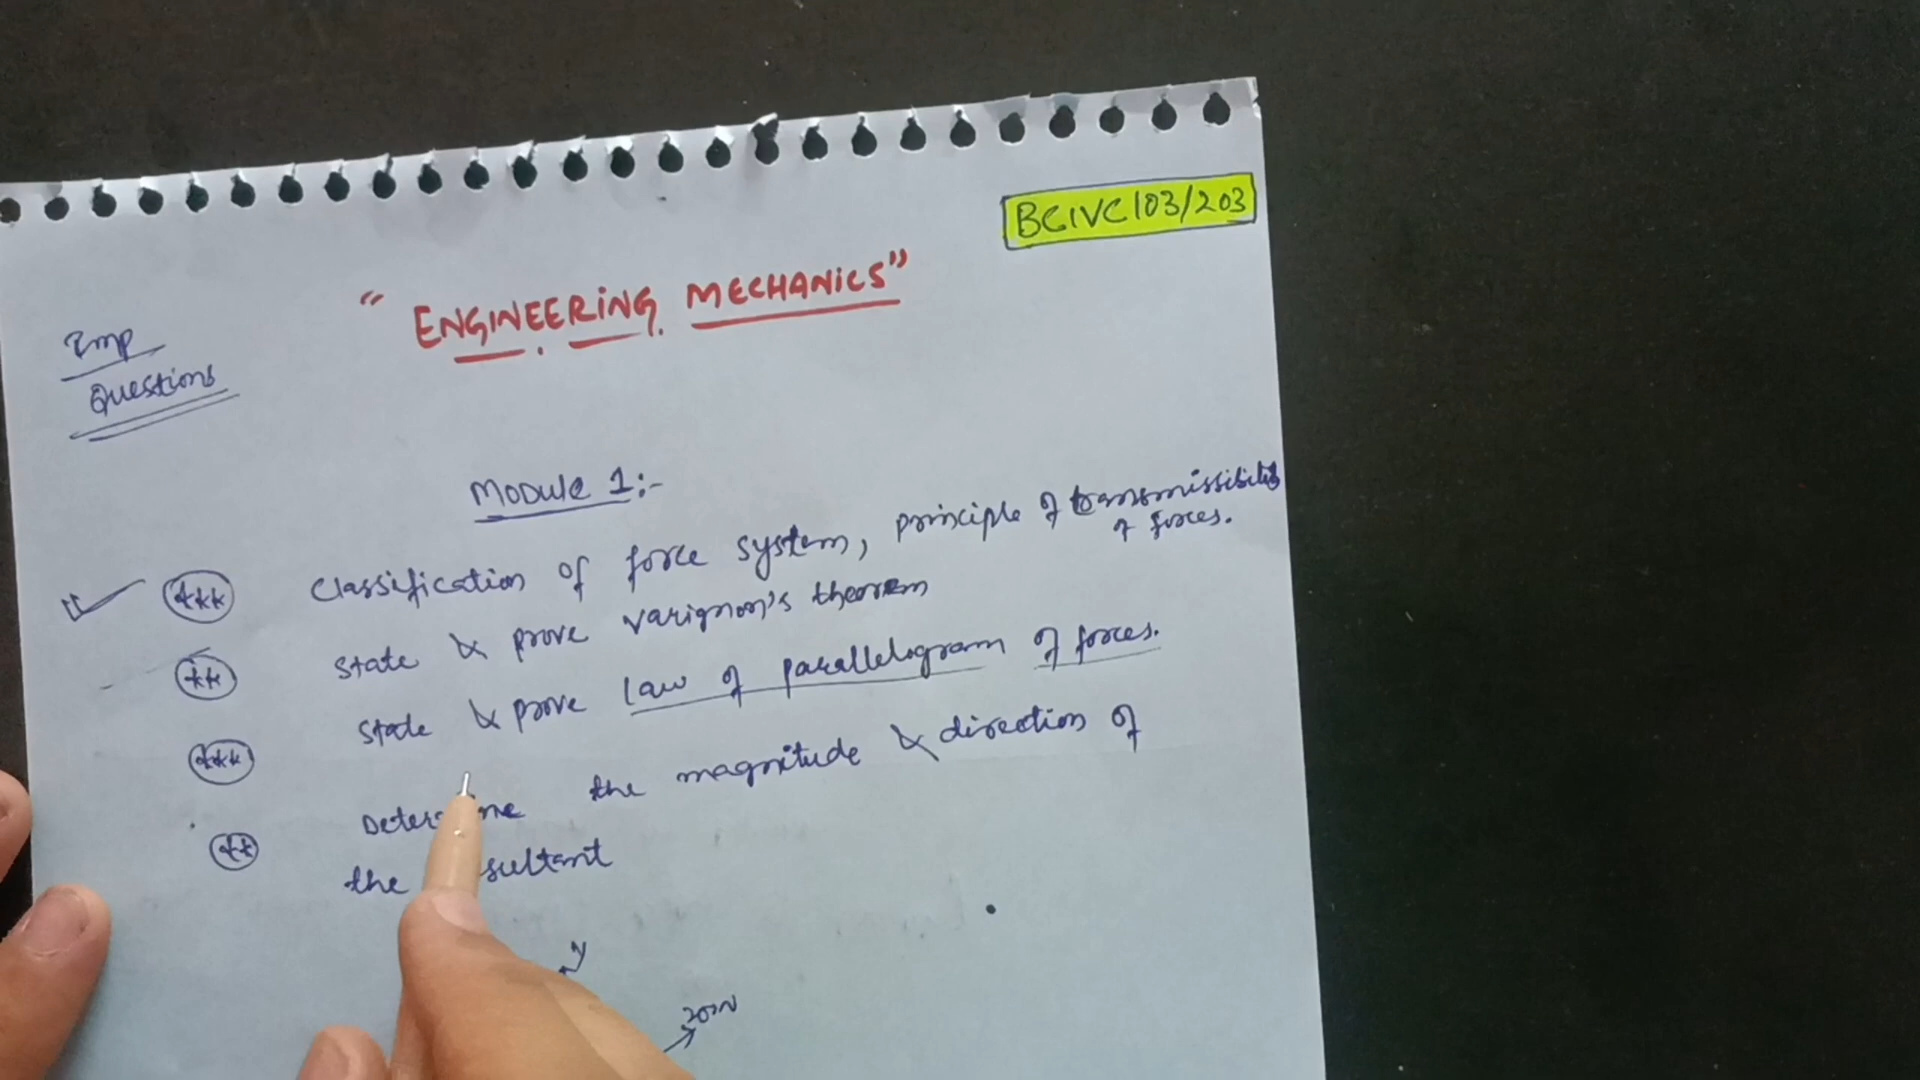 BCIVC103/203
" ENGINEERING MECHANICS"
Imp
Questions
Module 1:-
*** Classification of force system, principle of transmissibility
of forces.
** State & prove varignon's theorem
*** State & prove law of parallelogram of forces.
** the magnitude & direction of
the
y
200N